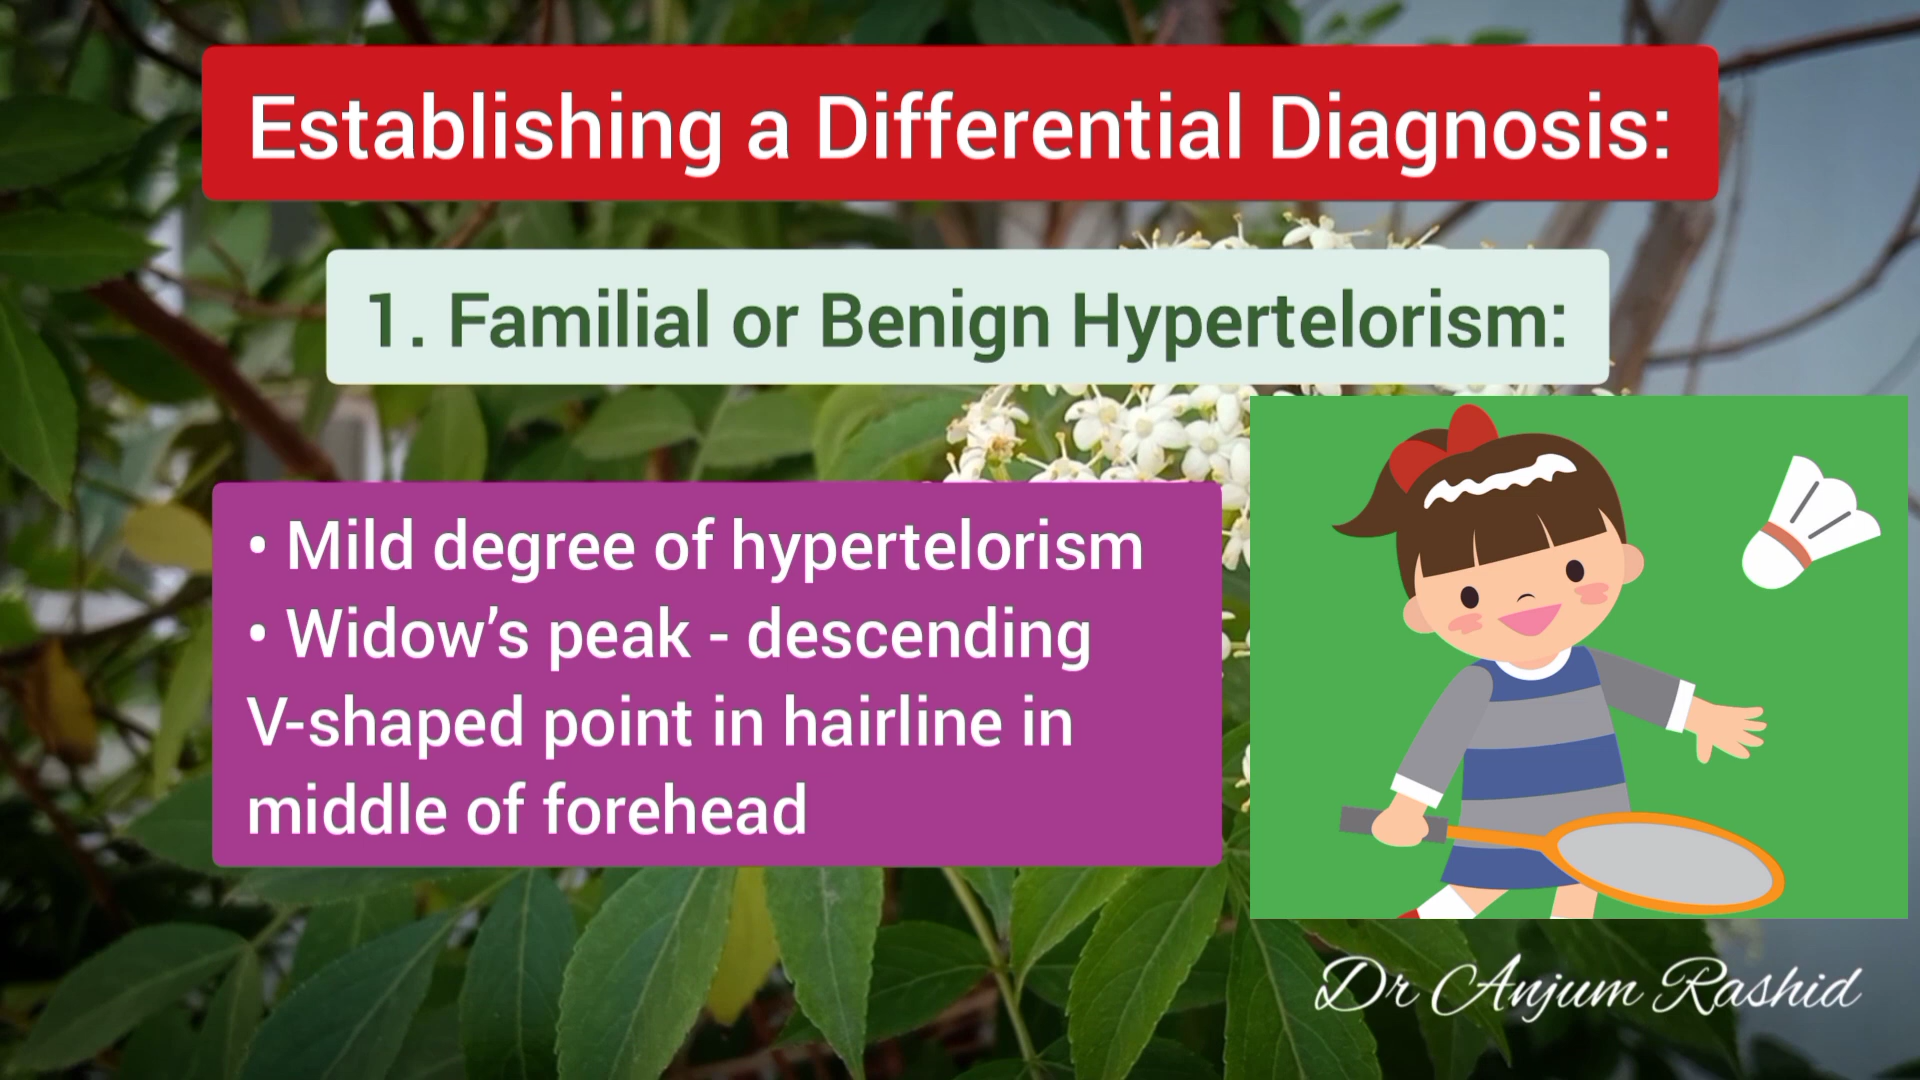 Establishing a Differential Diagnosis:
1. Familial or Benign Hypertelorism:
• Mild degree of hypertelorism
• Widow’s peak - descending
V-shaped point in hairline in
middle of forehead
Dr Anjum Rashid